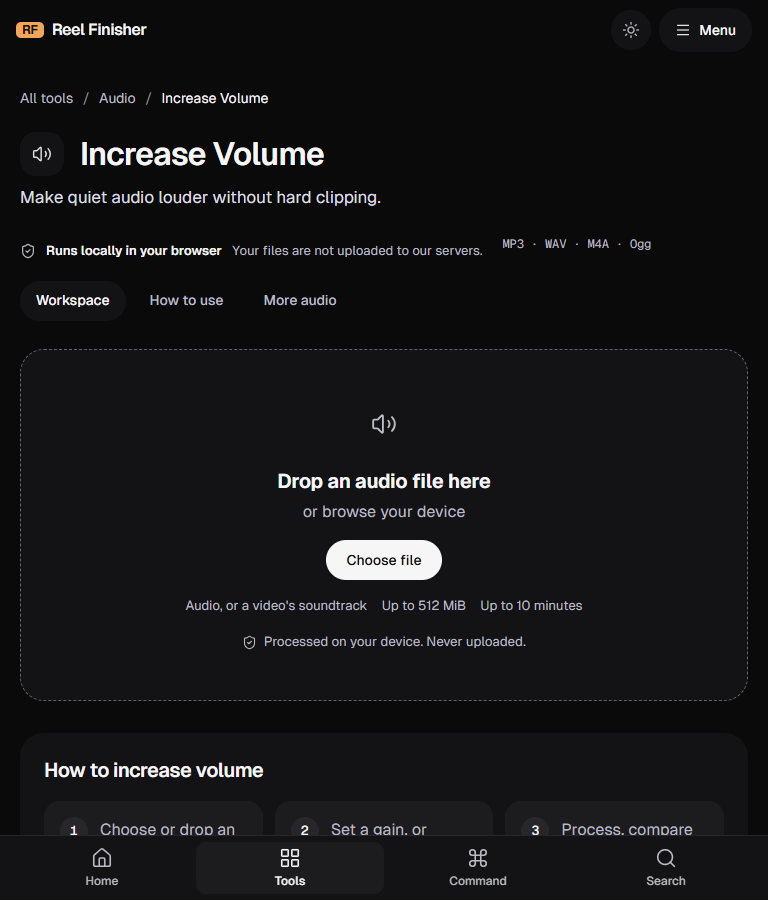 RF Reel Finisher
Menu
All tools / Audio / Increase Volume
Increase Volume
Make quiet audio louder without hard clipping.
Runs locally in your browser Your files are not uploaded to our servers. MP3 · WAV · M4A · Ogg
Workspace How to use More audio
Drop an audio file here
or browse your device
Choose file
Audio, or a video's soundtrack Up to 512 MiB Up to 10 minutes
Processed on your device. Never uploaded.
How to increase volume
1 Choose or drop an 2 Set a gain, or 3 Process, compare
Home Tools Command Search